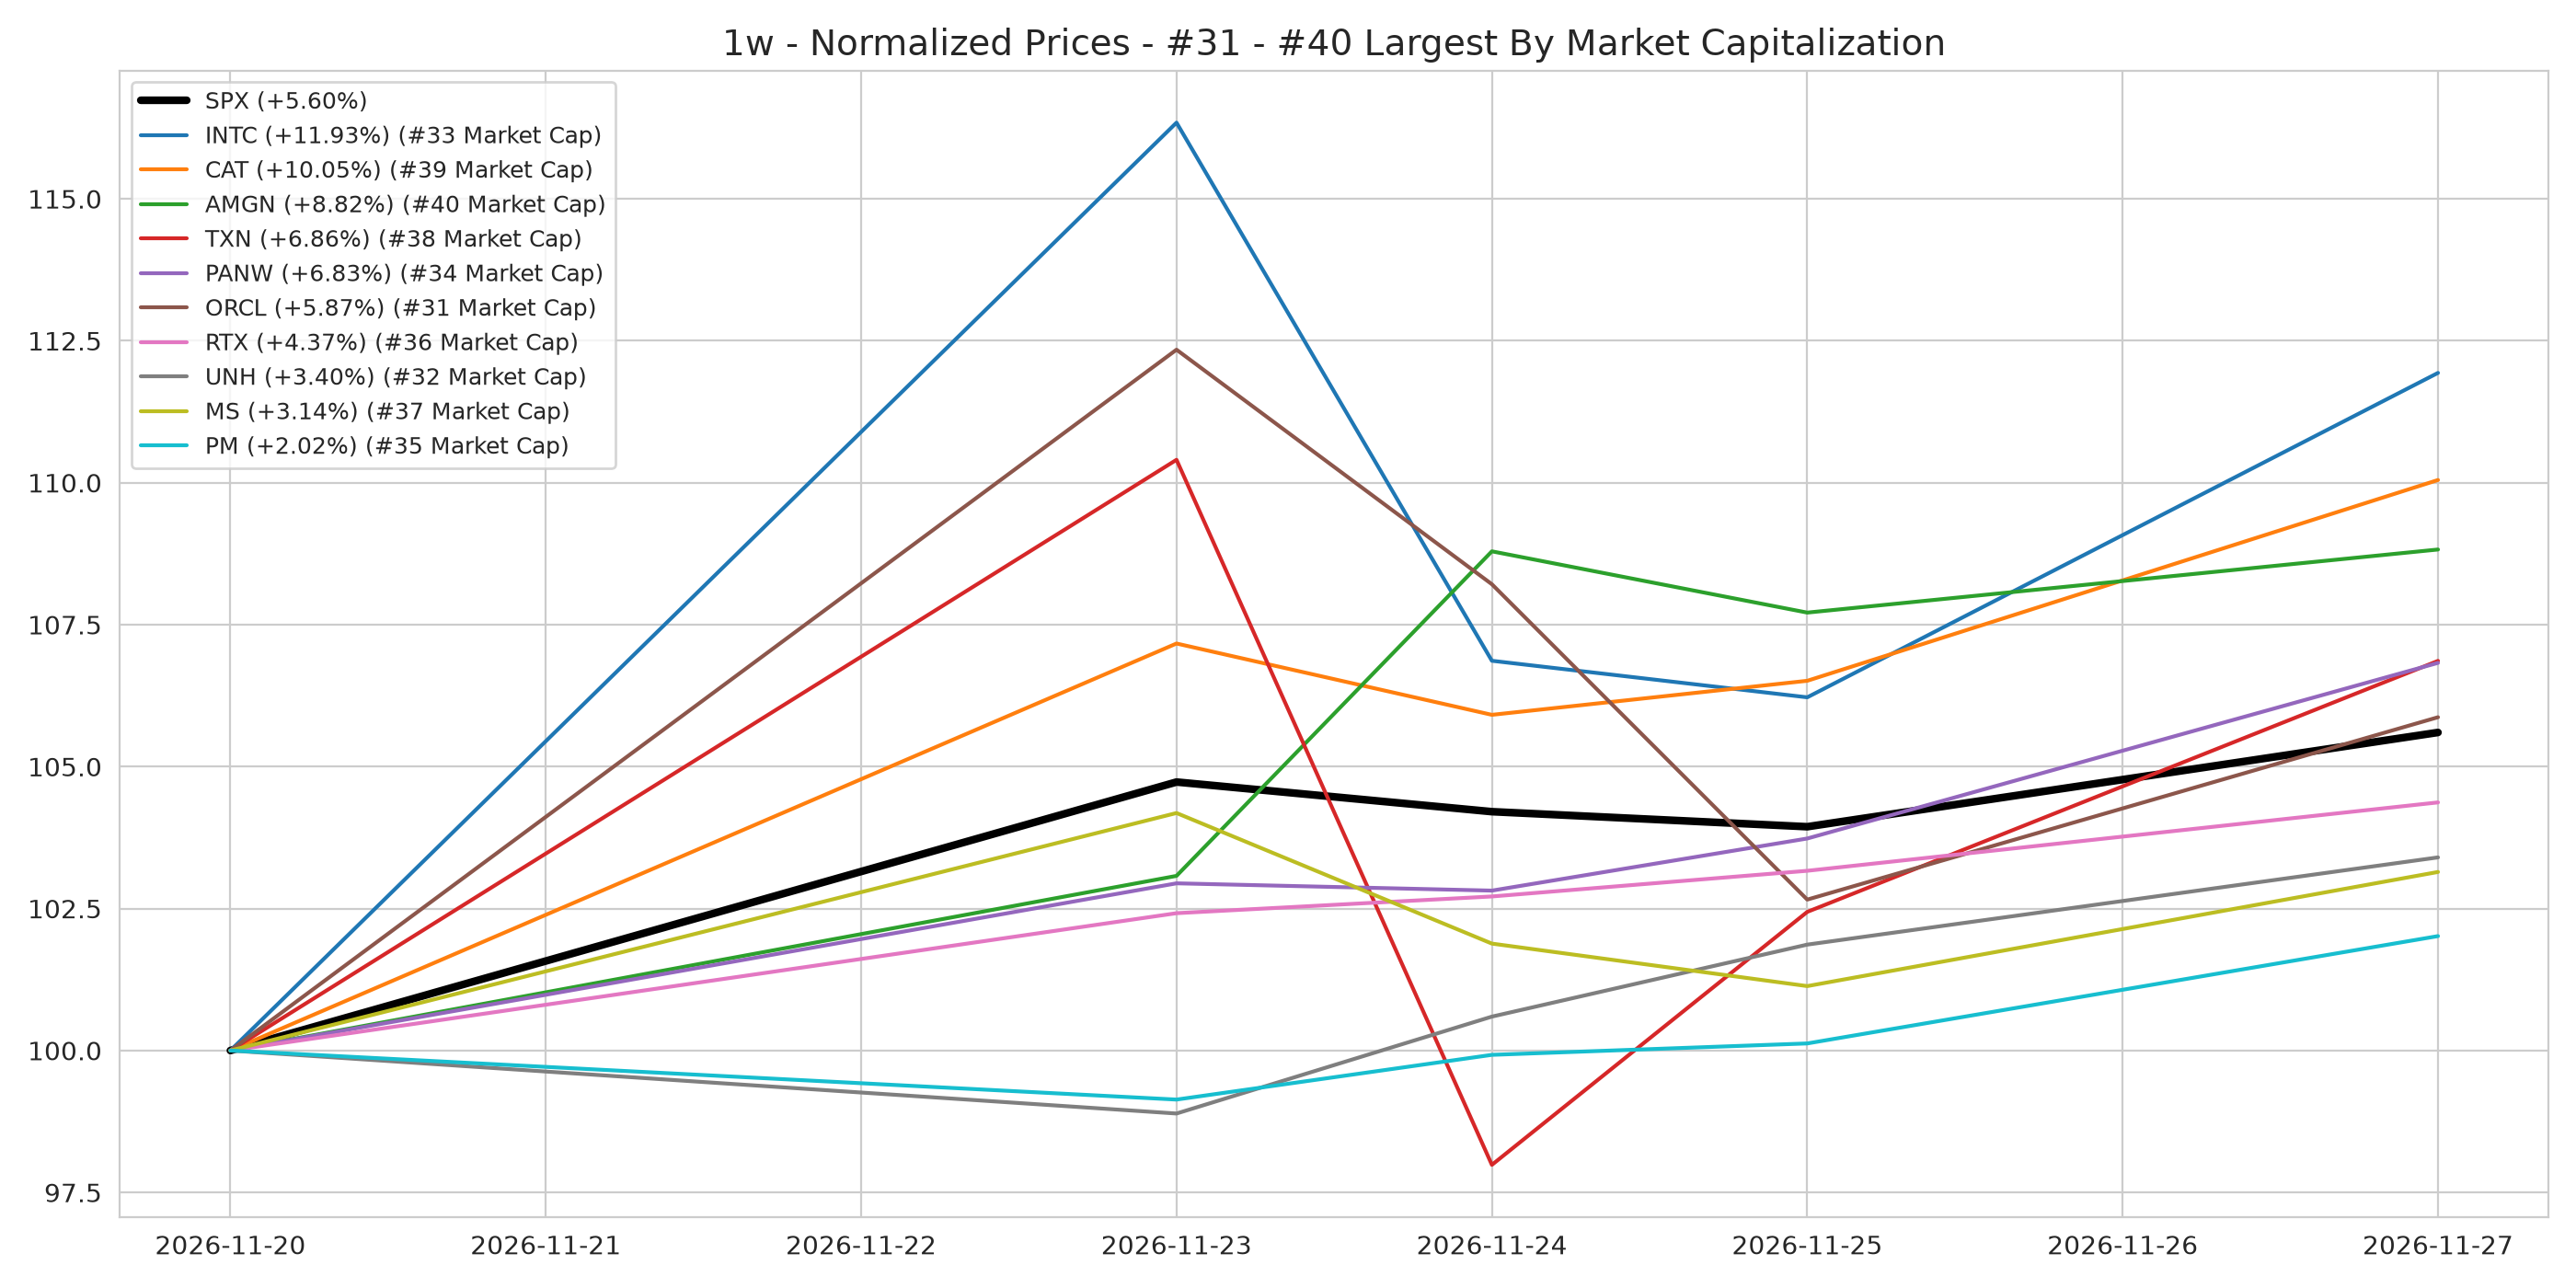 1w - Normalized Prices - #31 - #40 Largest By Market Capitalization
SPX (+5.60%)
INTC (+11.93%) (#33 Market Cap)
CAT (+10.05%) (#39 Market Cap)
AMGN (+8.82%) (#40 Market Cap)
TXN (+6.86%) (#38 Market Cap)
PANW (+6.83%) (#34 Market Cap)
ORCL (+5.87%) (#31 Market Cap)
RTX (+4.37%) (#36 Market Cap)
UNH (+3.40%) (#32 Market Cap)
MS (+3.14%) (#37 Market Cap)
PM (+2.02%) (#35 Market Cap)
115.0
112.5
110.0
107.5
105.0
102.5
100.0
97.5
2026-11-20 2026-11-21 2026-11-22 2026-11-23 2026-11-24 2026-11-25 2026-11-26 2026-11-27